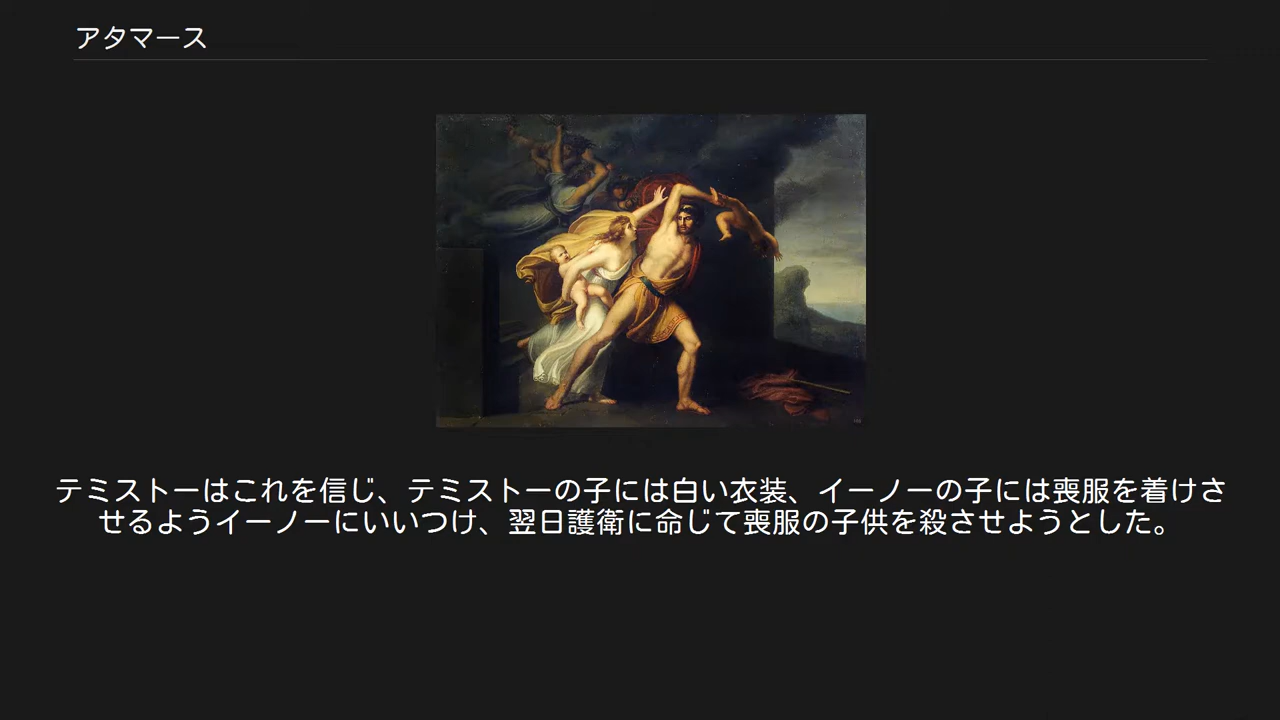 アタマース
テミストーはこれを信じ、テミストーの子には白い衣装、イーノーの子には喪服を着けさ
せるようイーノーにいいつけ、翌日護衛に命じて喪服の子供を殺させようとした。